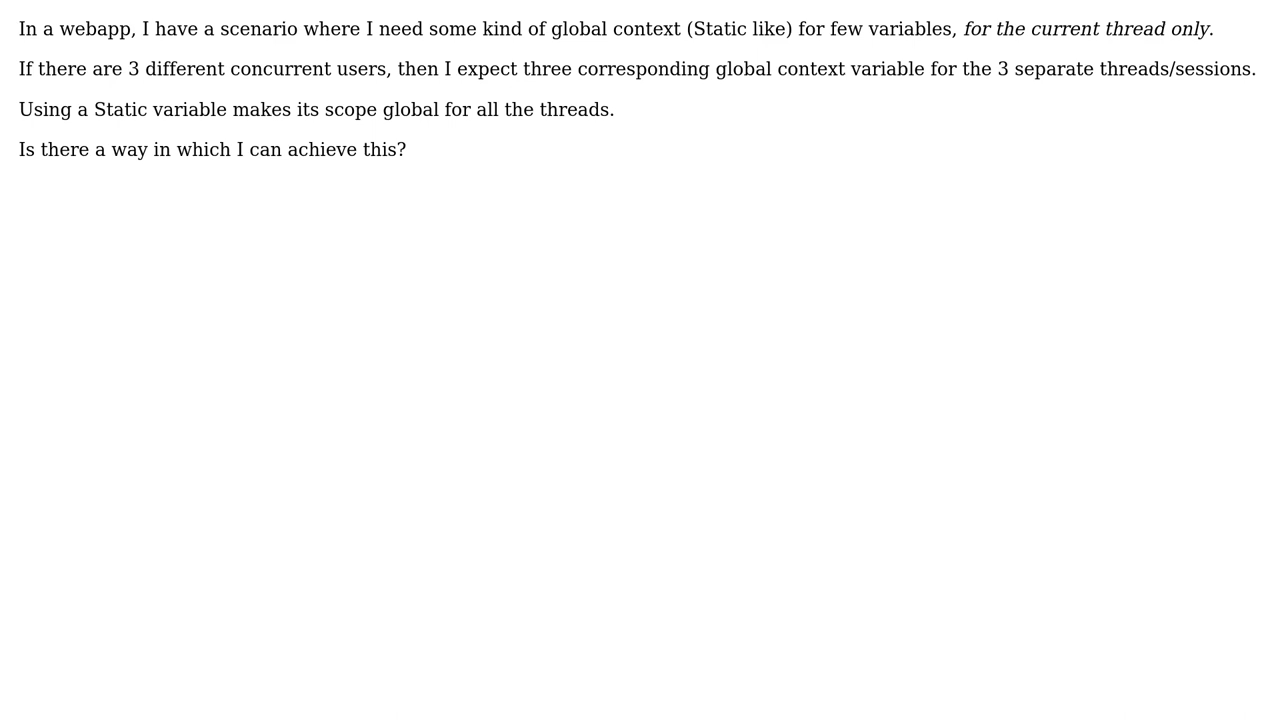 In a webapp, I have a scenario where I need some kind of global context (Static like) for few variables, for the current thread only.
If there are 3 different concurrent users, then I expect three corresponding global context variable for the 3 separate threads/sessions.
Using a Static variable makes its scope global for all the threads.
Is there a way in which I can achieve this?